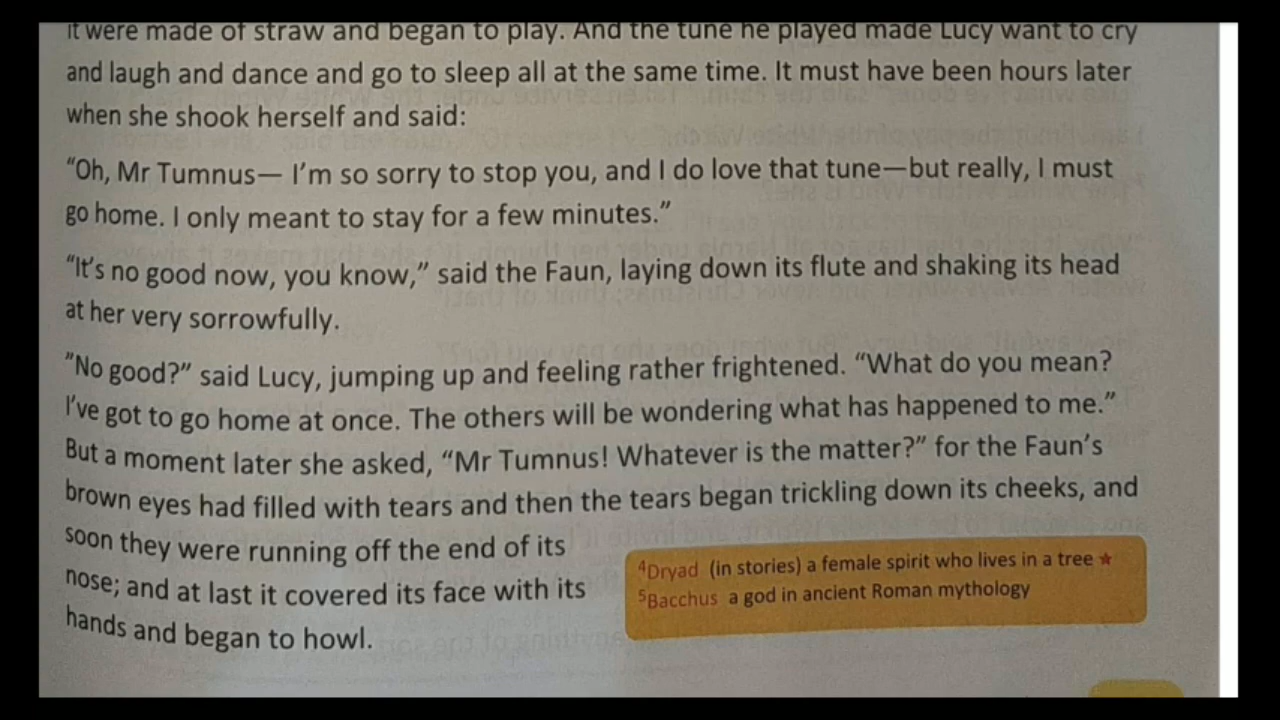 it were made of straw and began to play. And the tune he played made Lucy want to cry
and laugh and dance and go to sleep all at the same time. It must have been hours later
when she shook herself and said:
“Oh, Mr Tumnus— I’m so sorry to stop you, and I do love that tune—but really, I must
go home. I only meant to stay for a few minutes.”
“It’s no good now, you know,” said the Faun, laying down its flute and shaking its head
at her very sorrowfully.
”No good?” said Lucy, jumping up and feeling rather frightened. “What do you mean?
I’ve got to go home at once. The others will be wondering what has happened to me.”
But a moment later she asked, “Mr Tumnus! Whatever is the matter?” for the Faun’s
brown eyes had filled with tears and then the tears began trickling down its cheeks, and
soon they were running off the end of its
nose; and at last it covered its face with its
hands and began to howl.
⁴Dryad (in stories) a female spirit who lives in a tree ★
⁵Bacchus a god in ancient Roman mythology